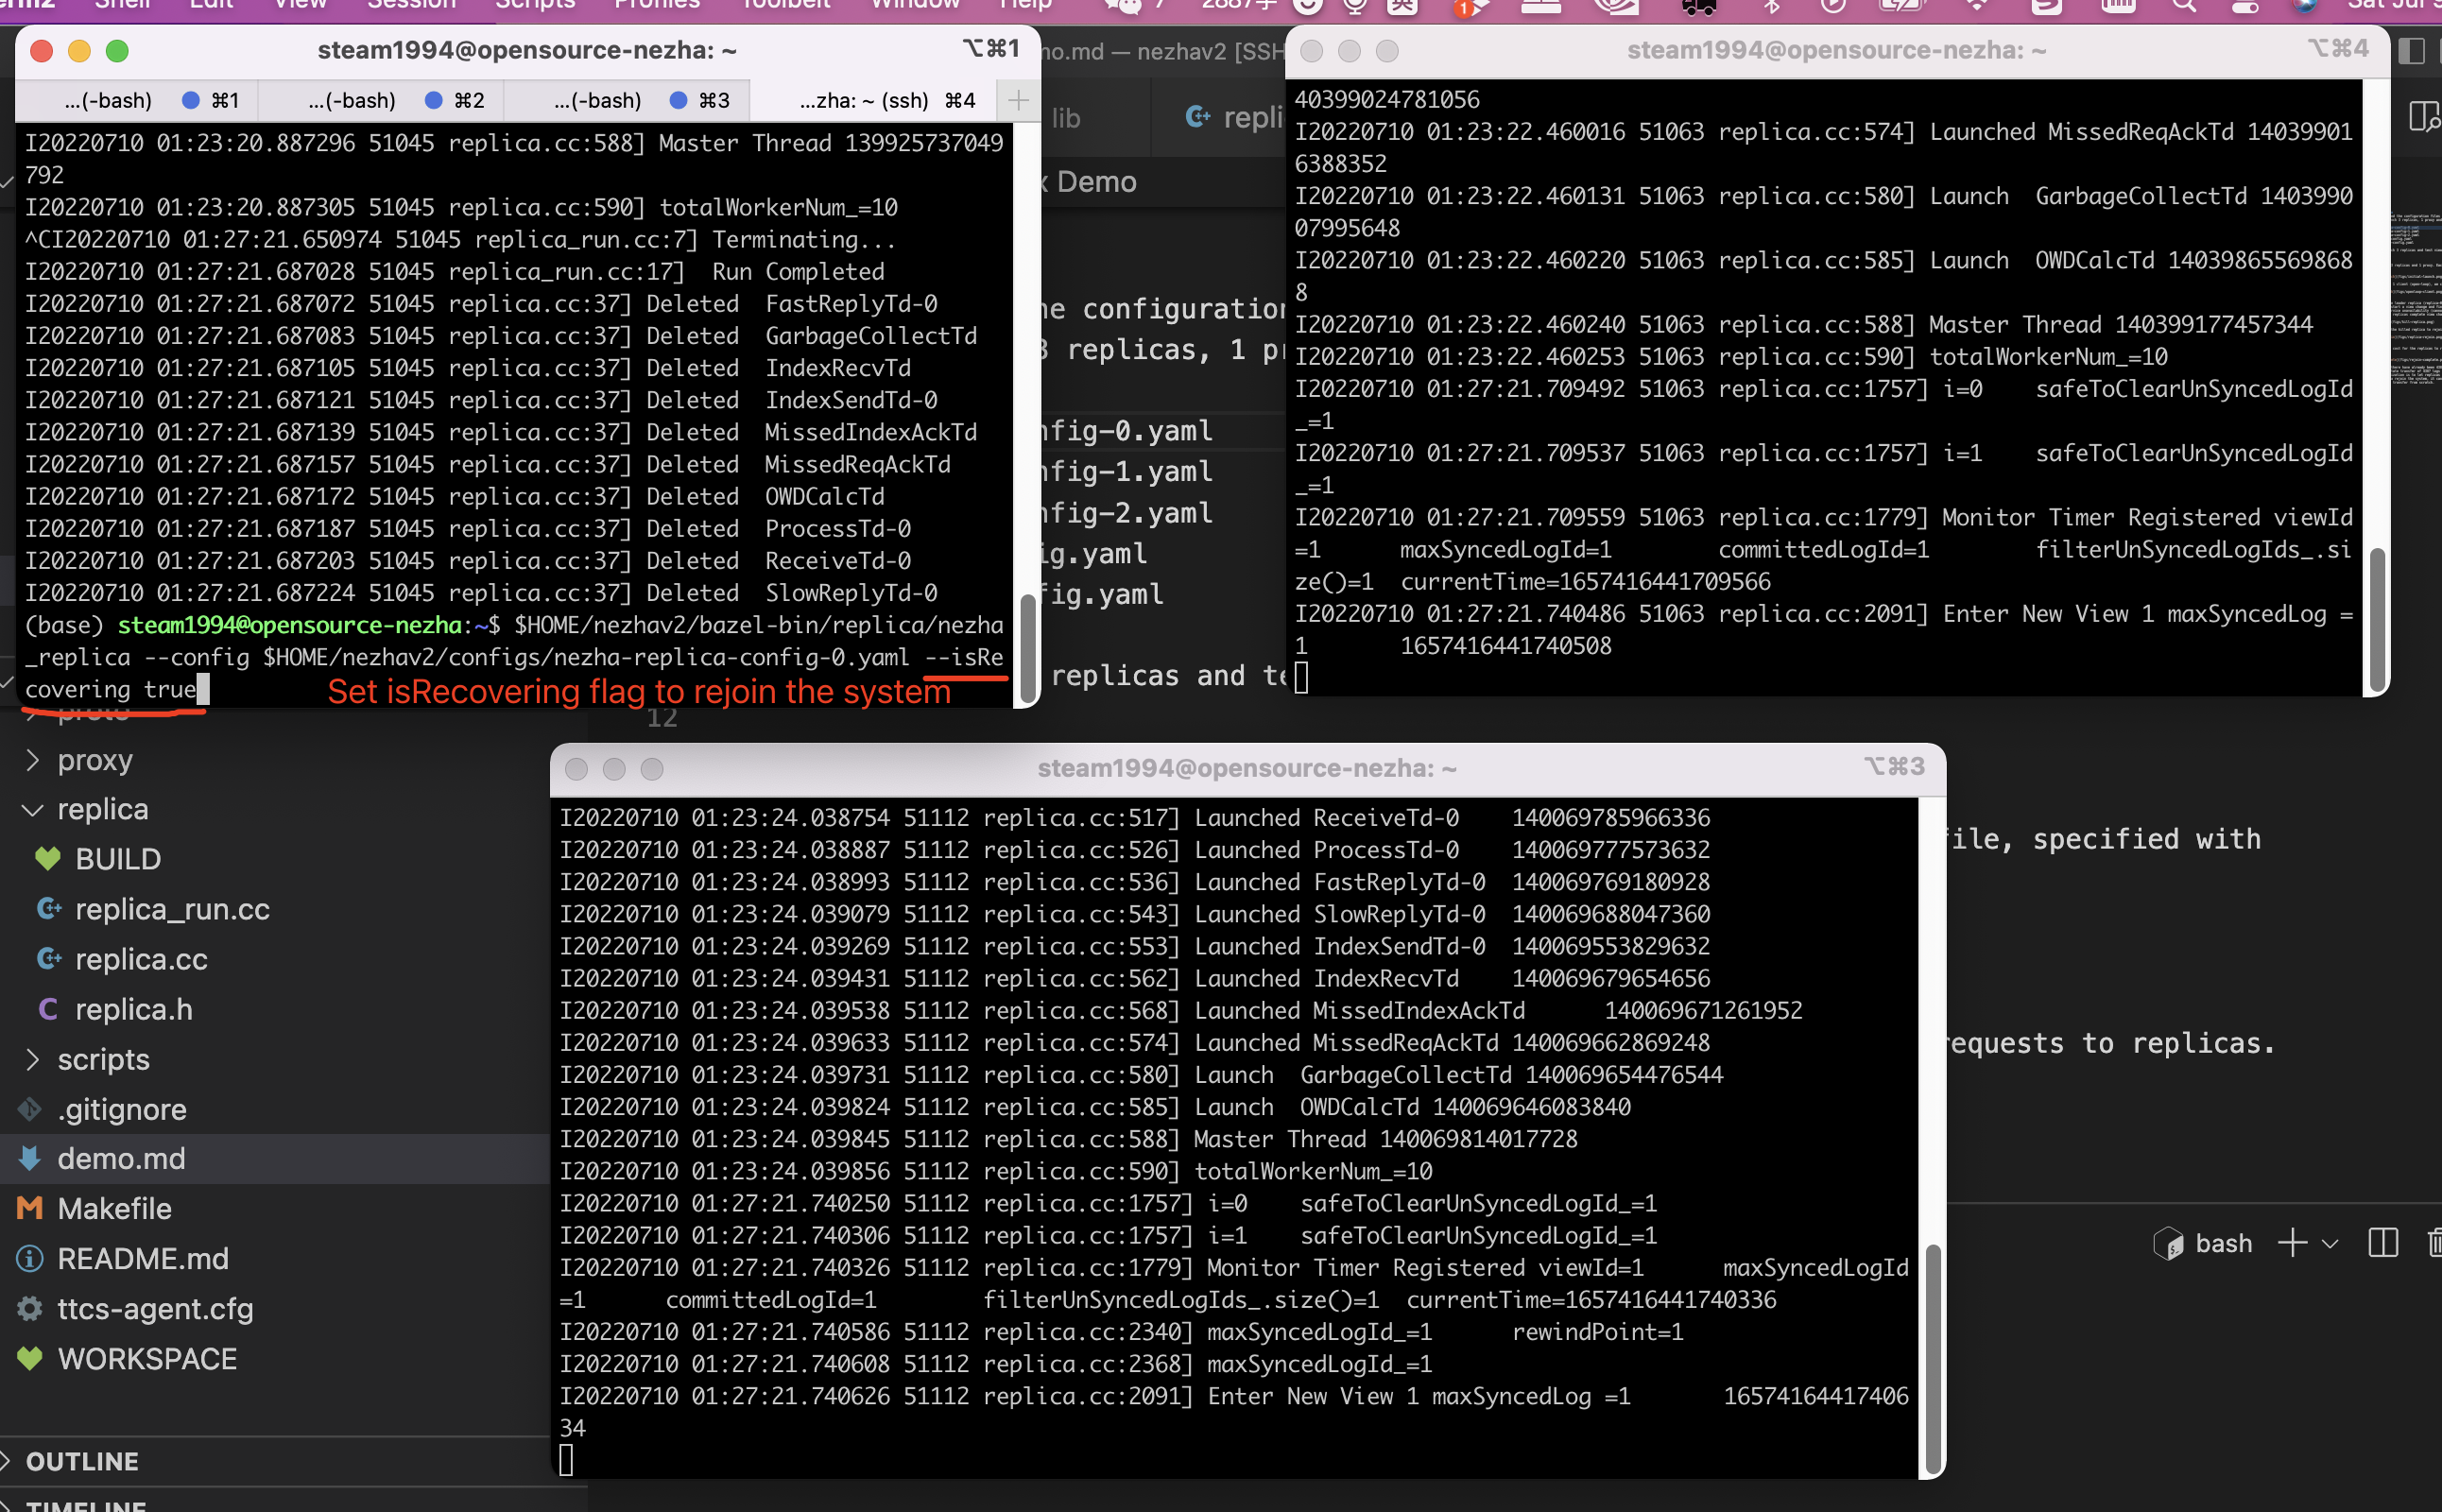 Shell Edit View Session Scripts Profiles Toolbelt Window Help
steam1994@opensource-nezha: ~ ⌥⌘1
...(-bash) ⌘1 ...(-bash) ⌘2 ...(-bash) ⌘3 ...zha: ~ (ssh) ⌘4
I20220710 01:23:20.887296 51045 replica.cc:588] Master Thread 139925737049
792
I20220710 01:23:20.887305 51045 replica.cc:590] totalWorkerNum_=10
^CI20220710 01:27:21.650974 51045 replica_run.cc:7] Terminating...
I20220710 01:27:21.687028 51045 replica_run.cc:17]  Run Completed
I20220710 01:27:21.687072 51045 replica.cc:37] Deleted  FastReplyTd-0
I20220710 01:27:21.687083 51045 replica.cc:37] Deleted  GarbageCollectTd
I20220710 01:27:21.687105 51045 replica.cc:37] Deleted  IndexRecvTd
I20220710 01:27:21.687121 51045 replica.cc:37] Deleted  IndexSendTd-0
I20220710 01:27:21.687139 51045 replica.cc:37] Deleted  MissedIndexAckTd
I20220710 01:27:21.687157 51045 replica.cc:37] Deleted  MissedReqAckTd
I20220710 01:27:21.687172 51045 replica.cc:37] Deleted  OWDCalcTd
I20220710 01:27:21.687187 51045 replica.cc:37] Deleted  ProcessTd-0
I20220710 01:27:21.687203 51045 replica.cc:37] Deleted  ReceiveTd-0
I20220710 01:27:21.687224 51045 replica.cc:37] Deleted  SlowReplyTd-0
(base) steam1994@opensource-nezha:~$ $HOME/nezhav2/bazel-bin/replica/nezha
_replica --config $HOME/nezhav2/configs/nezha-replica-config-0.yaml --isRe
covering true
Set isRecovering flag to rejoin the system
mo.md — nezhav2 [SSH
lib
x Demo
he configuration
3 replicas, 1 pr
nfig-0.yaml
nfig-1.yaml
nfig-2.yaml
ig.yaml
fig.yaml
replicas and te
12
steam1994@opensource-nezha: ~ ⌥⌘4
40399024781056
I20220710 01:23:22.460016 51063 replica.cc:574] Launched MissedReqAckTd 14039901
6388352
I20220710 01:23:22.460131 51063 replica.cc:580] Launch  GarbageCollectTd 1403990
07995648
I20220710 01:23:22.460220 51063 replica.cc:585] Launch  OWDCalcTd 14039865569868
8
I20220710 01:23:22.460240 51063 replica.cc:588] Master Thread 140399177457344
I20220710 01:23:22.460253 51063 replica.cc:590] totalWorkerNum_=10
I20220710 01:27:21.709492 51063 replica.cc:1757] i=0    safeToClearUnSyncedLogId
_=1
I20220710 01:27:21.709537 51063 replica.cc:1757] i=1    safeToClearUnSyncedLogId
_=1
I20220710 01:27:21.709559 51063 replica.cc:1779] Monitor Timer Registered viewId
=1      maxSyncedLogId=1        committedLogId=1        filterUnSyncedLogIds_.si
ze()=1  currentTime=1657416441709566
I20220710 01:27:21.740486 51063 replica.cc:2091] Enter New View 1 maxSyncedLog =
1       1657416441740508
proto
proxy
replica
BUILD
replica_run.cc
replica.cc
replica.h
scripts
.gitignore
demo.md
Makefile
README.md
ttcs-agent.cfg
WORKSPACE
OUTLINE
TIMELINE
steam1994@opensource-nezha: ~ ⌥⌘3
I20220710 01:23:24.038754 51112 replica.cc:517] Launched ReceiveTd-0    140069785966336
I20220710 01:23:24.038887 51112 replica.cc:526] Launched ProcessTd-0    140069777573632
I20220710 01:23:24.038993 51112 replica.cc:536] Launched FastReplyTd-0  140069769180928
I20220710 01:23:24.039079 51112 replica.cc:543] Launched SlowReplyTd-0  140069688047360
I20220710 01:23:24.039269 51112 replica.cc:553] Launched IndexSendTd-0  140069553829632
I20220710 01:23:24.039431 51112 replica.cc:562] Launched IndexRecvTd    140069679654656
I20220710 01:23:24.039538 51112 replica.cc:568] Launched MissedIndexAckTd      140069671261952
I20220710 01:23:24.039633 51112 replica.cc:574] Launched MissedReqAckTd 140069662869248
I20220710 01:23:24.039731 51112 replica.cc:580] Launch  GarbageCollectTd 140069654476544
I20220710 01:23:24.039824 51112 replica.cc:585] Launch  OWDCalcTd 140069646083840
I20220710 01:23:24.039845 51112 replica.cc:588] Master Thread 140069814017728
I20220710 01:23:24.039856 51112 replica.cc:590] totalWorkerNum_=10
I20220710 01:27:21.740250 51112 replica.cc:1757] i=0    safeToClearUnSyncedLogId_=1
I20220710 01:27:21.740306 51112 replica.cc:1757] i=1    safeToClearUnSyncedLogId_=1
I20220710 01:27:21.740326 51112 replica.cc:1779] Monitor Timer Registered viewId=1      maxSyncedLogId
=1      committedLogId=1        filterUnSyncedLogIds_.size()=1  currentTime=1657416441740336
I20220710 01:27:21.740586 51112 replica.cc:2340] maxSyncedLogId_=1      rewindPoint=1
I20220710 01:27:21.740608 51112 replica.cc:2368] maxSyncedLogId_=1
I20220710 01:27:21.740626 51112 replica.cc:2091] Enter New View 1 maxSyncedLog =1       16574164417406
34
file, specified with
requests to replicas.
bash